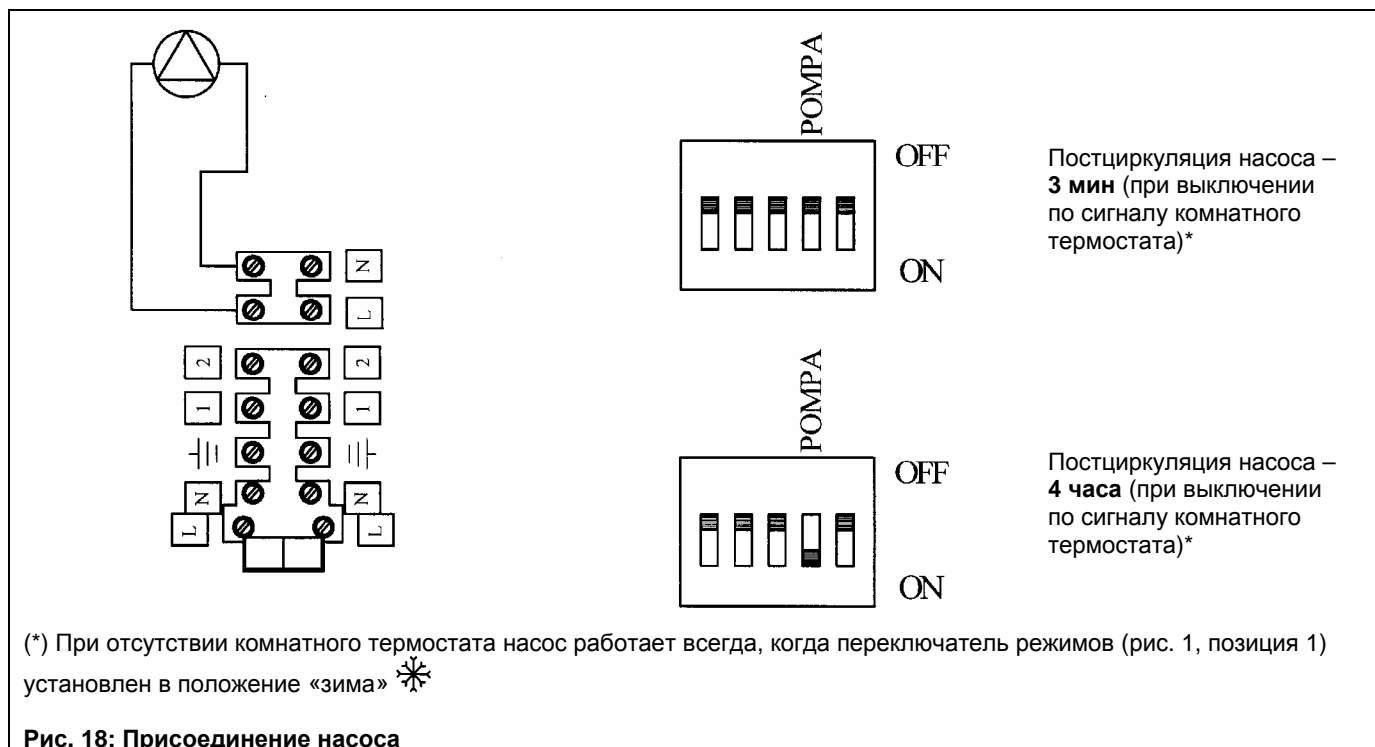 POMPA
OFF
ON
Постциркуляция насоса –
3 мин (при выключении
по сигналу комнатного
термостата)*
N
L
2 2
1 1
N N
L L
POMPA
OFF
ON
Постциркуляция насоса –
4 часа (при выключении
по сигналу комнатного
термостата)*
(*) При отсутствии комнатного термостата насос работает всегда, когда переключатель режимов (рис. 1, позиция 1)
установлен в положение «зима»
Рис. 18: Присоединение насоса